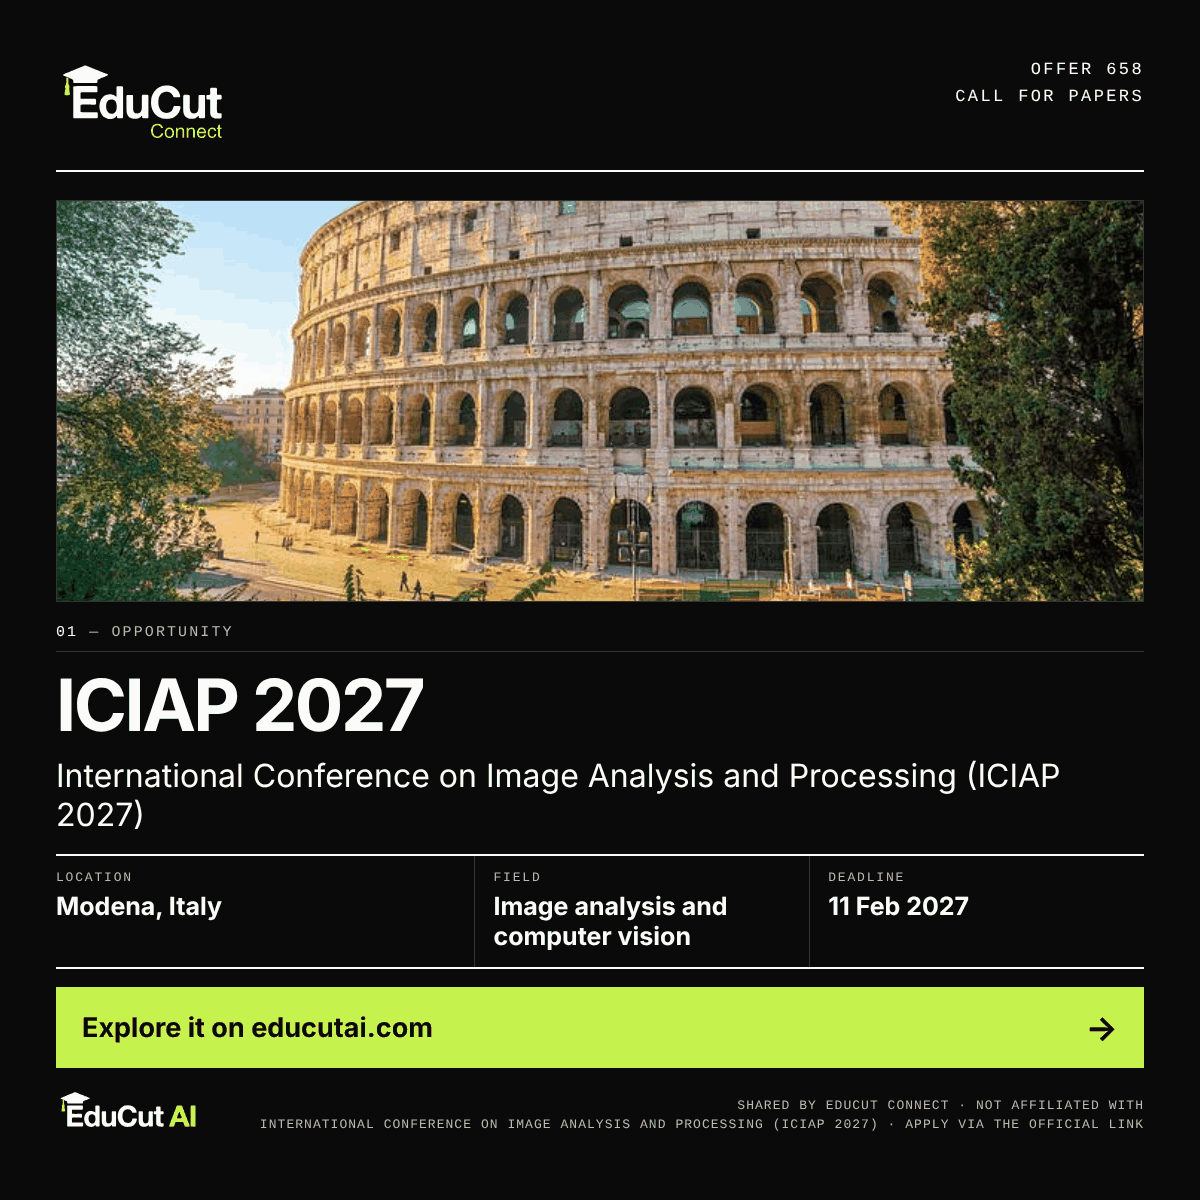 EduCut
Connect
OFFER 658
CALL FOR PAPERS
01 — OPPORTUNITY
ICIAP 2027
International Conference on Image Analysis and Processing (ICIAP
2027)
LOCATION
Modena, Italy
FIELD
Image analysis and
computer vision
DEADLINE
11 Feb 2027
Explore it on educutai.com →
EduCut AI
SHARED BY EDUCUT CONNECT · NOT AFFILIATED WITH
INTERNATIONAL CONFERENCE ON IMAGE ANALYSIS AND PROCESSING (ICIAP 2027) · APPLY VIA THE OFFICIAL LINK